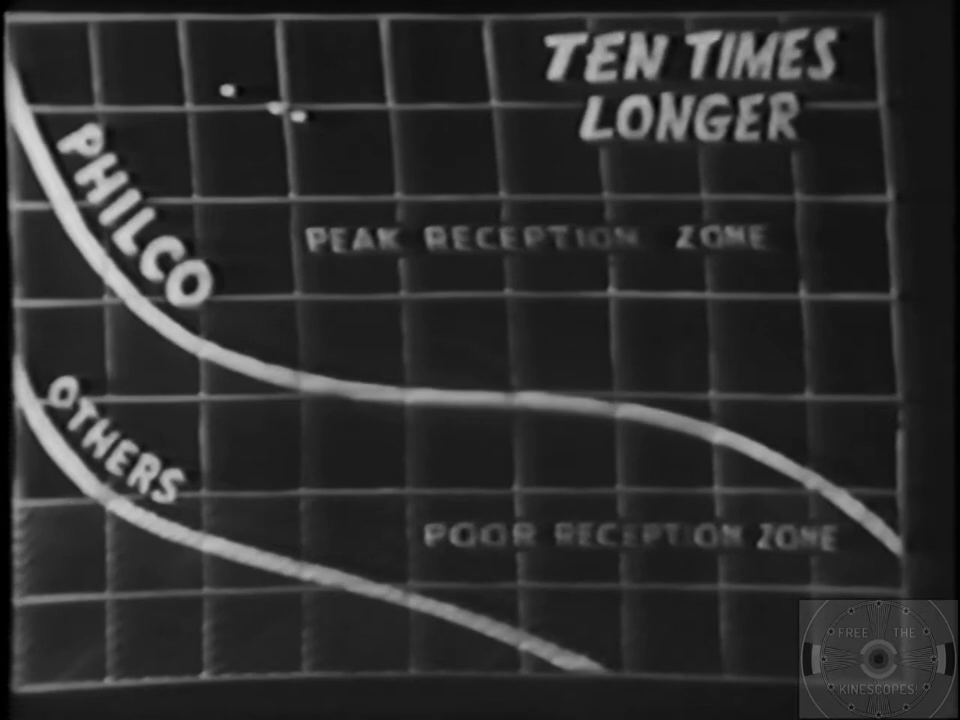 TEN TIMES
LONGER
PHILCO
PEAK RECEPTION ZONE
OTHERS
POOR RECEPTION ZONE
FREE THE
KINESCOPES!